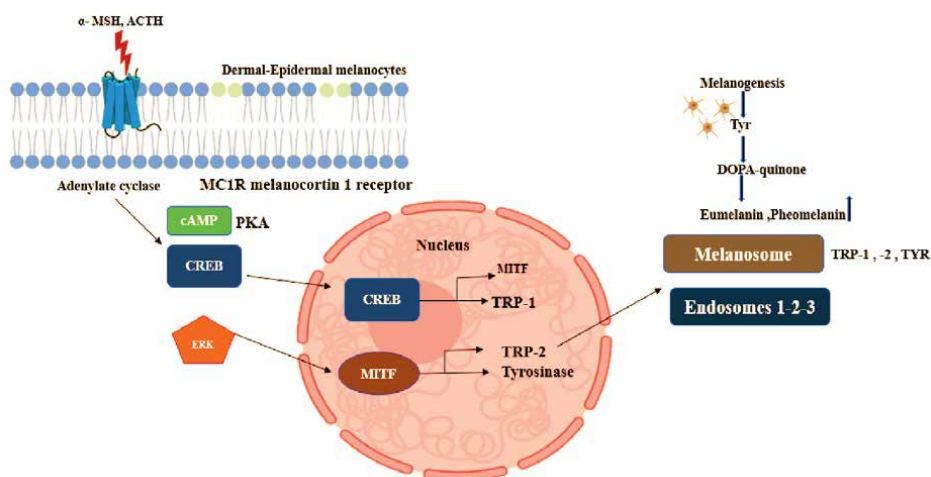 α- MSH, ACTH
Dermal-Epidermal melanocytes
Adenylate cyclase
MC1R melanocortin 1 receptor
cAMP
PKA
CREB
ERK
Nucleus
CREB
MITF
TRP-1
MITF
TRP-2
Tyrosinase
Melanogenesis
Tyr
DOPA-quinone
Eumelanin ,Pheomelanin
Melanosome
TRP-1 , -2 , TYR
Endosomes 1-2-3